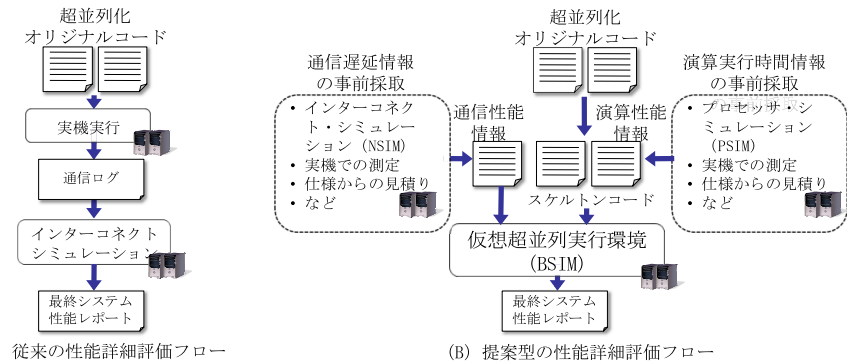 超並列化
オリジナルコード
実機実行
通信ログ
インターコネクト
シミュレーション
最終システム
性能レポート
従来の性能詳細評価フロー
超並列化
オリジナルコード
通信遅延情報
の事前採取
• インターコネク
ト・シミュレー
ション (NSIM)
• 実機での測定
• 仕様からの見積り
• など
通信性能
情報
演算性能
情報
演算実行時間情報
の事前採取
• プロセッサ・シ
ミュレーション
(PSIM)
• 実機での測定
• 仕様からの見積り
• など
スケルトンコード
仮想超並列実行環境
(BSIM)
最終システム
性能レポート
(B) 提案型の性能詳細評価フロー